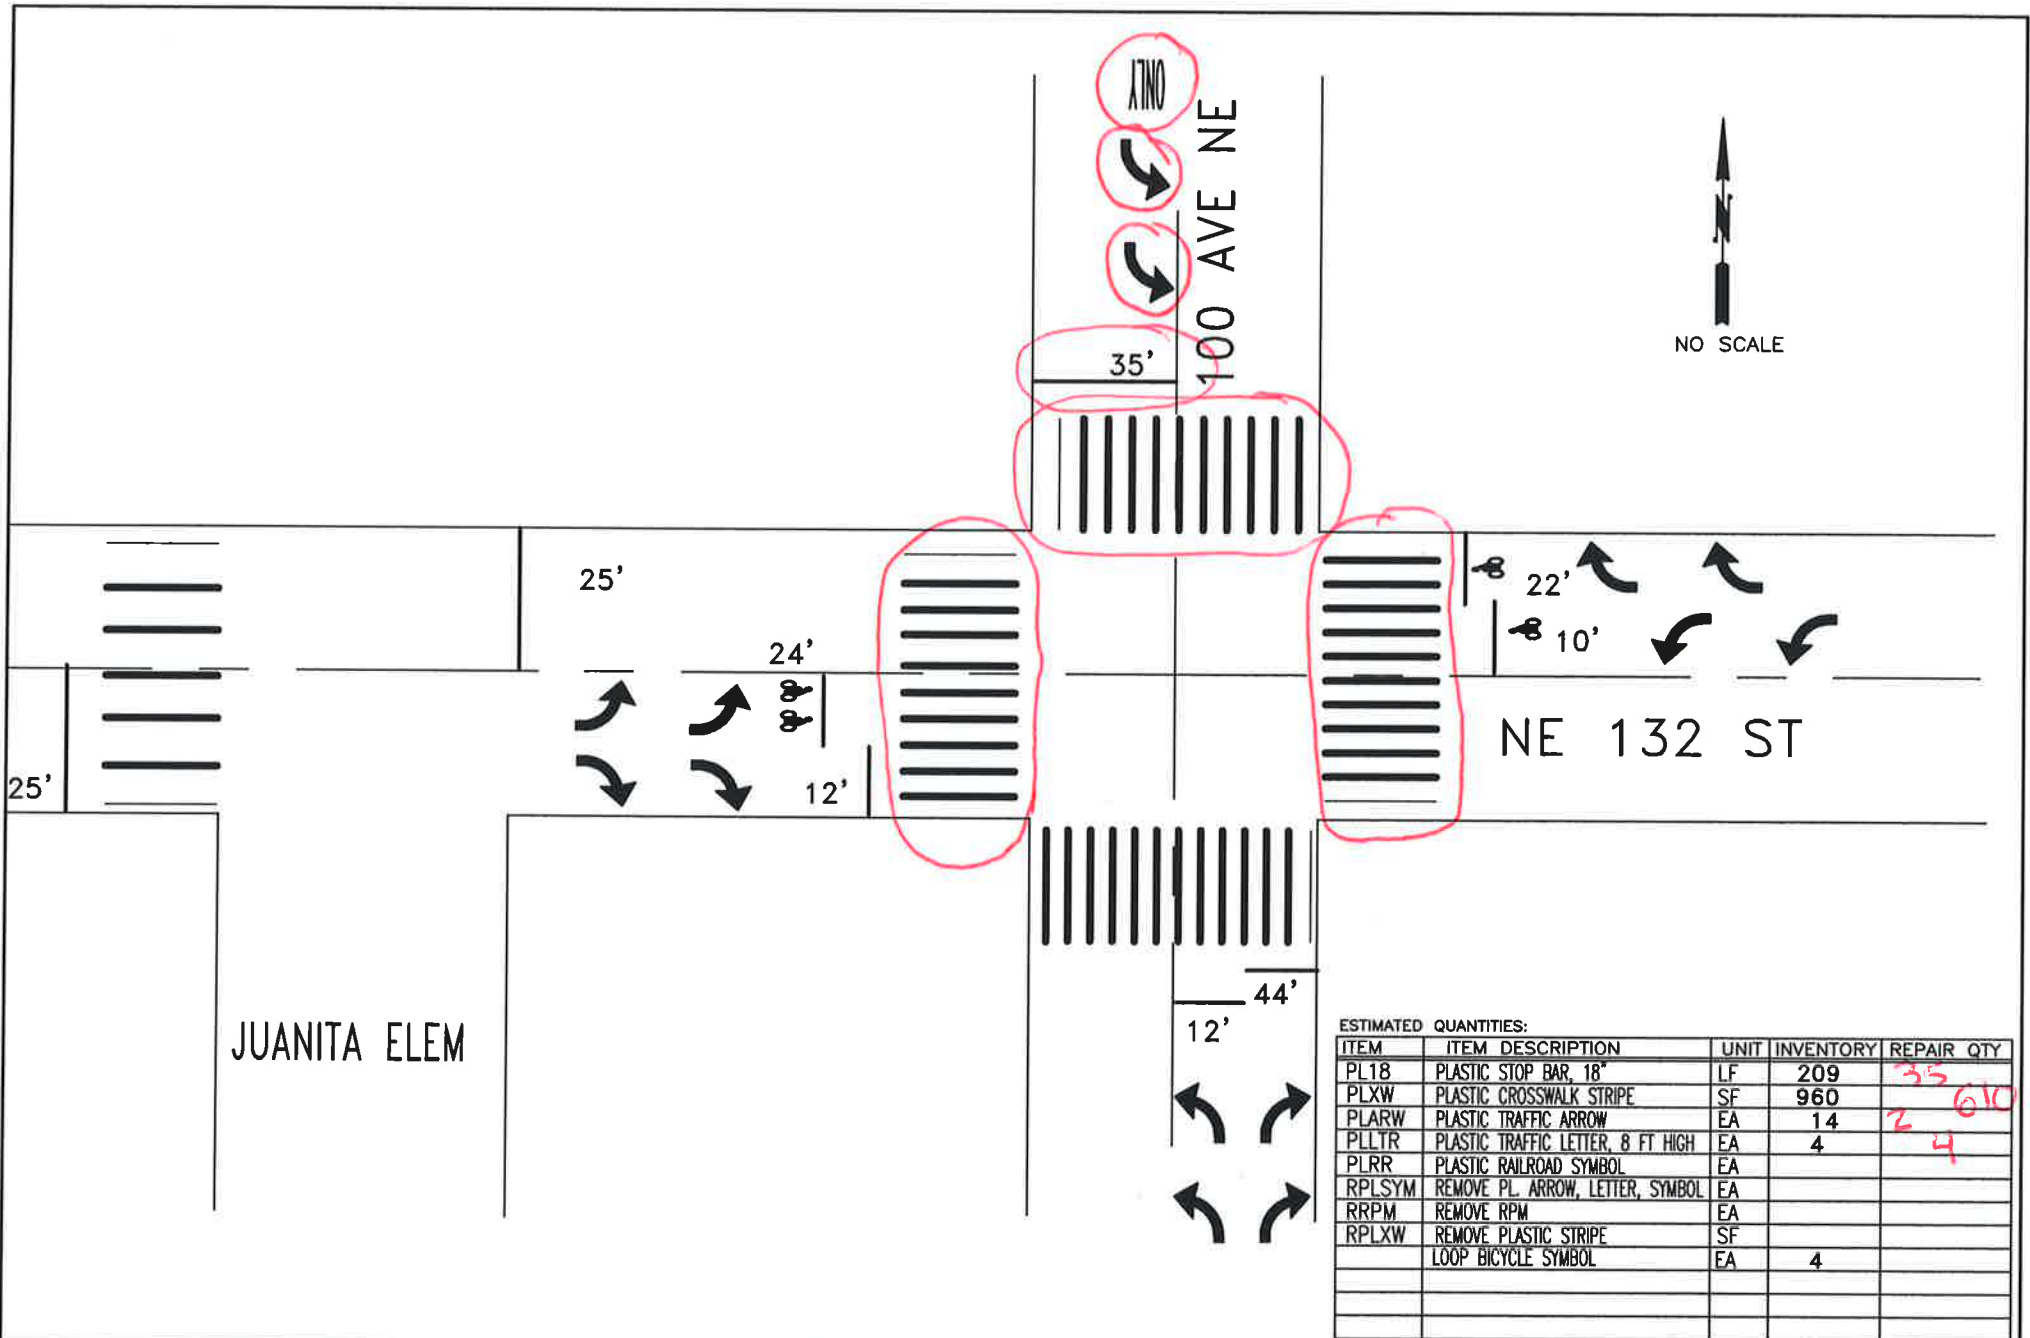 ONLY
100 AVE NE
N
NO SCALE
35'
25'
22'
10'
24'
NE 132 ST
25'
12'
44'
12'
JUANITA ELEM
ESTIMATED QUANTITIES:
ITEM ITEM DESCRIPTION UNIT INVENTORY REPAIR QTY
PL18 PLASTIC STOP BAR, 18" LF 209 35
PLXW PLASTIC CROSSWALK STRIPE SF 960 610
PLARW PLASTIC TRAFFIC ARROW EA 14 2
PLLTR PLASTIC TRAFFIC LETTER, 8 FT HIGH EA 4 4
PLRR PLASTIC RAILROAD SYMBOL EA
RPLSYM REMOVE PL. ARROW, LETTER, SYMBOL EA
RRPM REMOVE RPM EA
RPLXW REMOVE PLASTIC STRIPE SF
LOOP BICYCLE SYMBOL EA 4